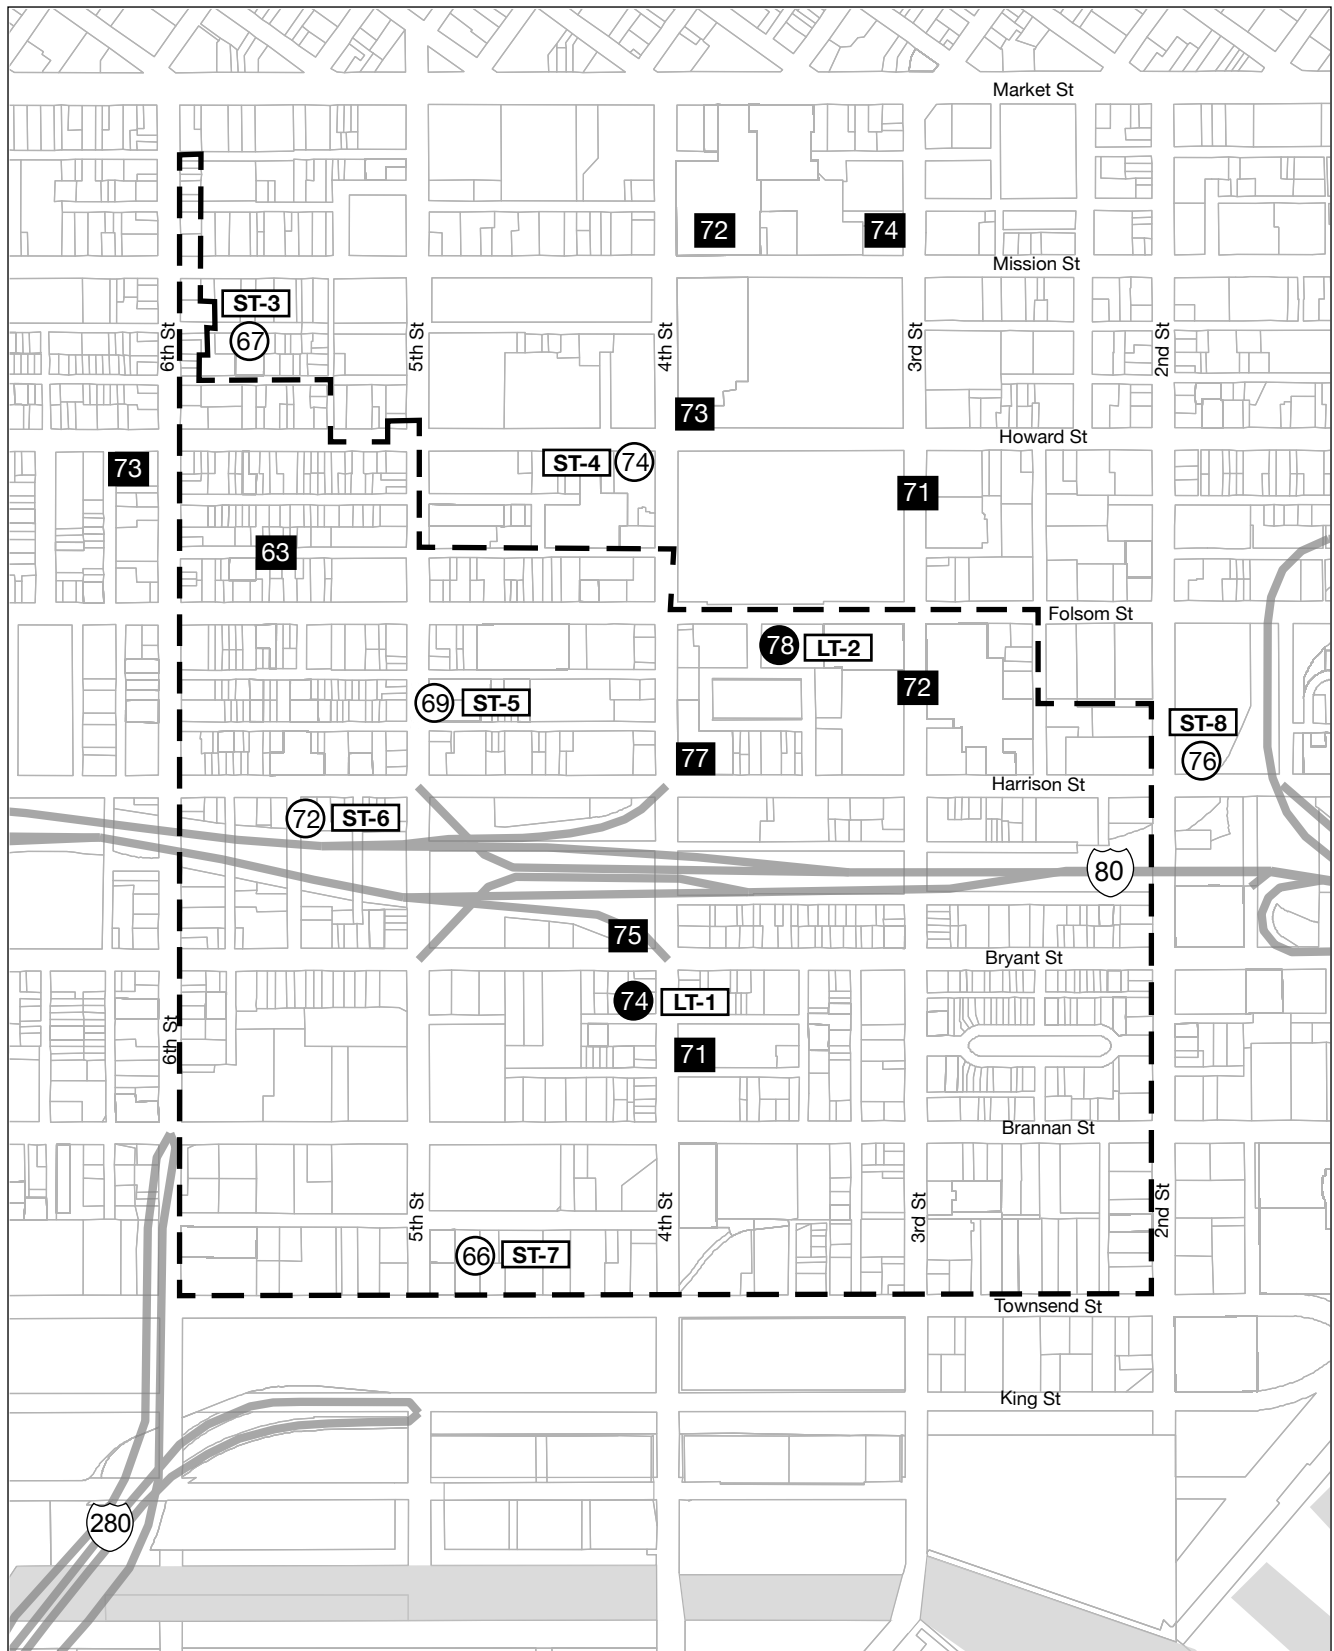 Market St
72
74
Mission St
ST-3
67
6th St
5th St
4th St
3rd St
2nd St
73
Howard St
73
ST-4
74
71
63
Folsom St
78
LT-2
69
ST-5
72
ST-8
77
76
Harrison St
72
ST-6
80
75
Bryant St
74
LT-1
6th St
71
Brannan St
5th St
4th St
3rd St
2nd St
66
ST-7
Townsend St
King St
280